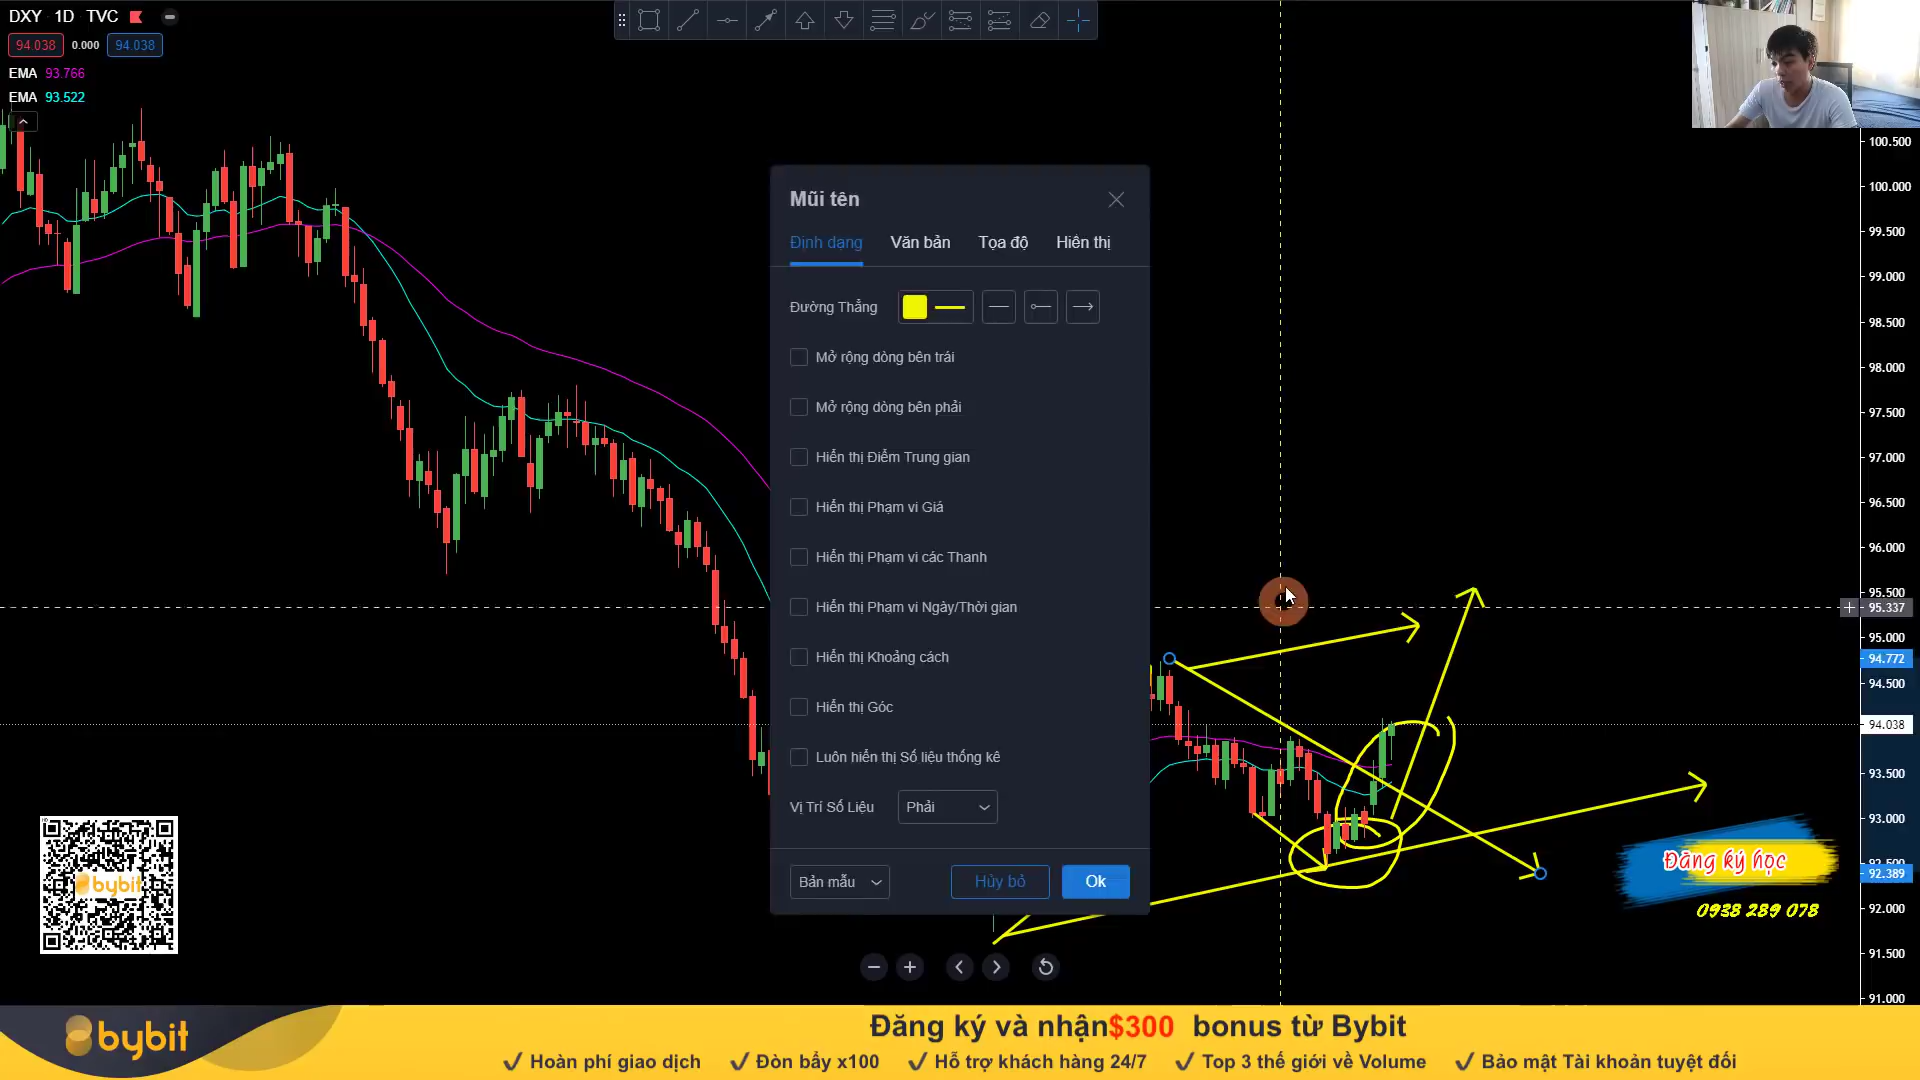 DXY 1D TVC
94.038 0.000 94.038
EMA 93.766
EMA 93.522
Mũi tên
Định dạng Văn bản Tọa độ Hiển thị
Đường Thẳng
Mở rộng dòng bên trái
Mở rộng dòng bên phải
Hiển thị Điểm Trung gian
Hiển thị Phạm vi Giá
Hiển thị Phạm vi các Thanh
Hiển thị Phạm vi Ngày/Thời gian
Hiển thị Khoảng cách
Hiển thị Góc
Luôn hiển thị Số liệu thống kê
Vị Trí Số Liệu Phải
Bản mẫu Hủy bỏ Ok
100.500
100.000
99.500
99.000
98.500
98.000
97.500
97.000
96.500
96.000
95.500
95.337
95.000
94.772
94.500
94.038
93.500
93.000
92.500
92.389
92.000
91.500
91.000
bybit
Đăng ký học
0938 289 078
bybit
Đăng ký và nhận $300 bonus từ Bybit
Hoàn phí giao dịch Đòn bẩy x100 Hỗ trợ khách hàng 24/7 Top 3 thế giới về Volume Bảo mật Tài khoản tuyệt đối